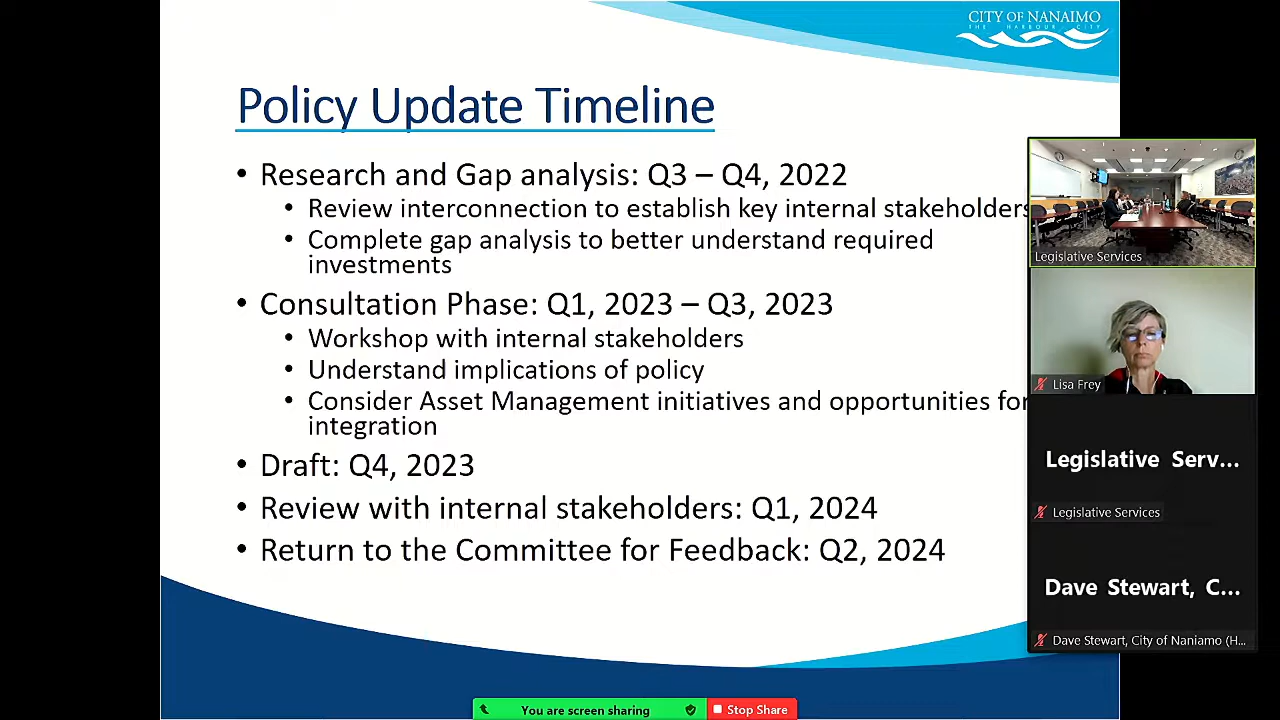 CITY OF NANAIMO
THE HARBOUR CITY
Policy Update Timeline
• Research and Gap analysis: Q3 – Q4, 2022
• Review interconnection to establish key internal stakeholders
• Complete gap analysis to better understand required
investments
• Consultation Phase: Q1, 2023 – Q3, 2023
• Workshop with internal stakeholders
• Understand implications of policy
• Consider Asset Management initiatives and opportunities for
integration
• Draft: Q4, 2023
• Review with internal stakeholders: Q1, 2024
• Return to the Committee for Feedback: Q2, 2024
Legislative Services
Lisa Frey
Legislative Serv...
Legislative Services
Dave Stewart, C...
Dave Stewart, City of Naniamo (H...
You are screen sharing
Stop Share